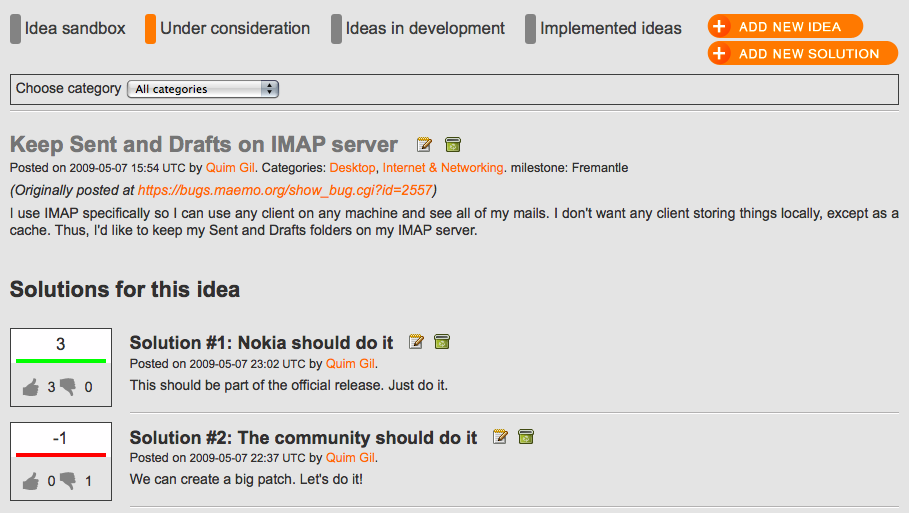 Idea sandbox Under consideration Ideas in development Implemented ideas ADD NEW IDEA
ADD NEW SOLUTION
Choose category All categories
Keep Sent and Drafts on IMAP server
Posted on 2009-05-07 15:54 UTC by Quim Gil. Categories: Desktop, Internet & Networking. milestone: Fremantle
(Originally posted at https://bugs.maemo.org/show_bug.cgi?id=2557)
I use IMAP specifically so I can use any client on any machine and see all of my mails. I don't want any client storing things locally, except as a
cache. Thus, I'd like to keep my Sent and Drafts folders on my IMAP server.
Solutions for this idea
3
3 0
Solution #1: Nokia should do it
Posted on 2009-05-07 23:02 UTC by Quim Gil.
This should be part of the official release. Just do it.
-1
0 1
Solution #2: The community should do it
Posted on 2009-05-07 22:37 UTC by Quim Gil.
We can create a big patch. Let's do it!